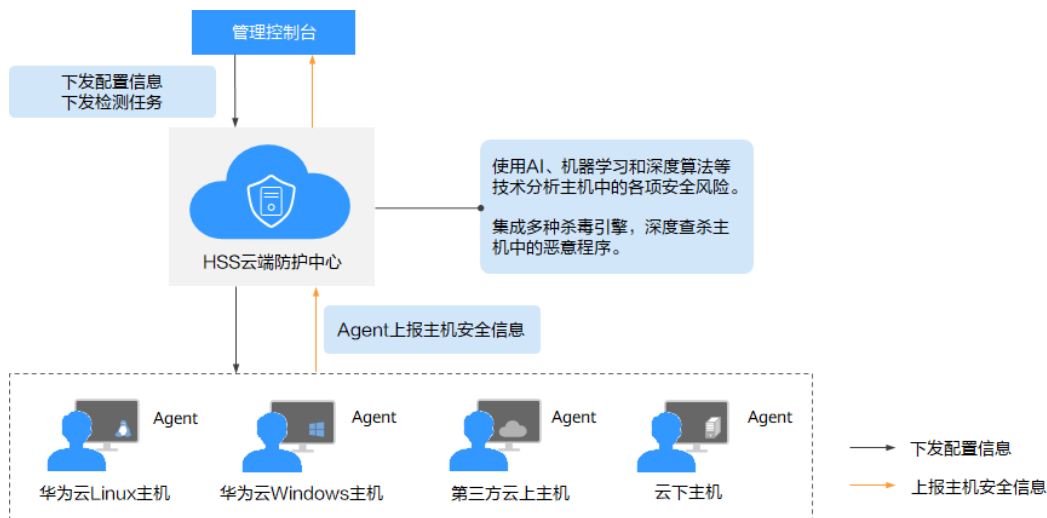 管理控制台
下发配置信息
下发检测任务
使用AI、机器学习和深度算法等
技术分析主机中的各项安全风险。
集成多种杀毒引擎，深度查杀主
机中的恶意程序。
HSS云端防护中心
Agent上报主机安全信息
Agent
Agent
Agent
Agent
华为云Linux主机
华为云Windows主机
第三方云上主机
云下主机
下发配置信息
上报主机安全信息